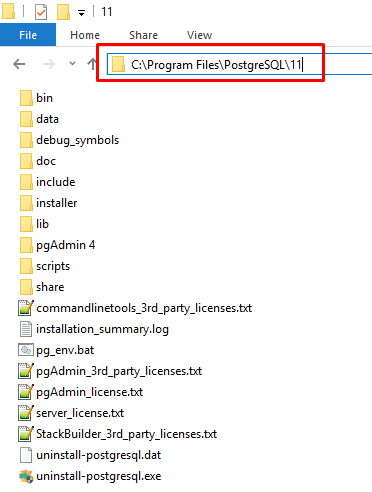 11
File
Home
Share
View
C:\Program Files\PostgreSQL\11
bin
data
debug_symbols
doc
include
installer
lib
pgAdmin 4
scripts
share
commandlinetools_3rd_party_licenses.txt
installation_summary.log
pg_env.bat
pgAdmin_3rd_party_licenses.txt
pgAdmin_license.txt
server_license.txt
StackBuilder_3rd_party_licenses.txt
uninstall-postgresql.dat
uninstall-postgresql.exe